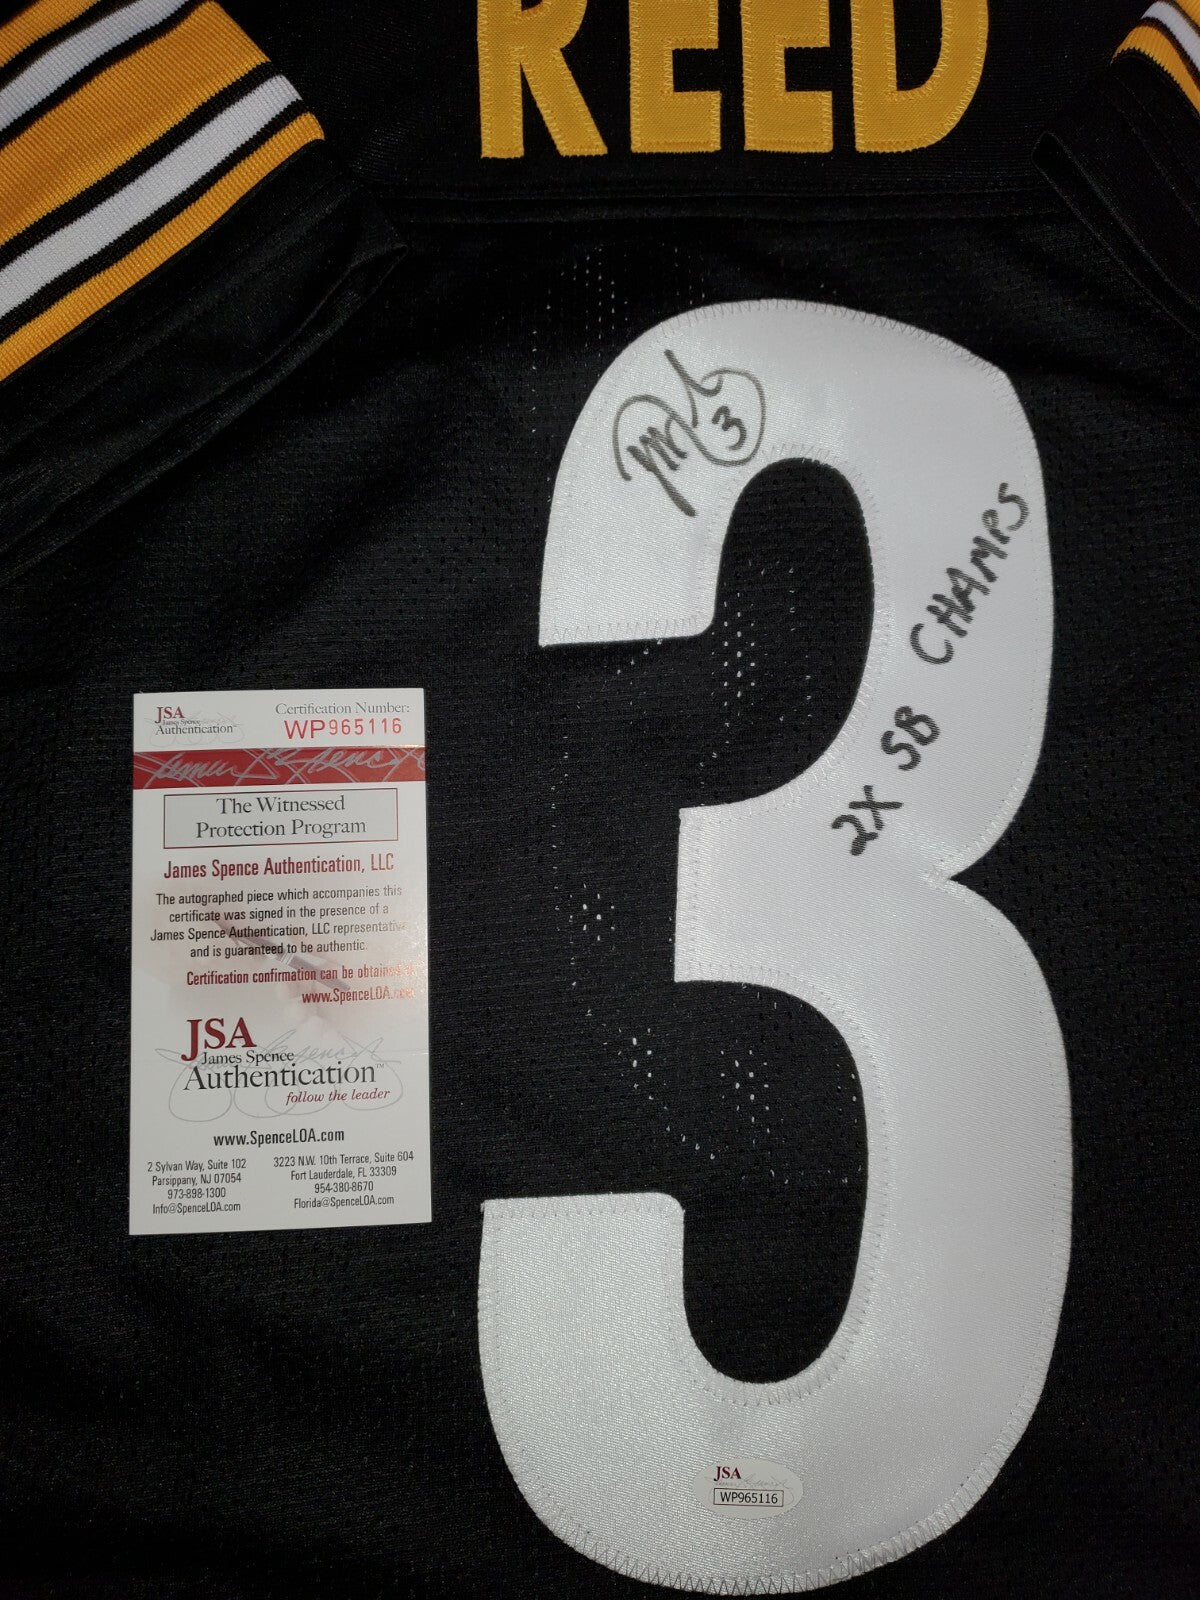 REED
3
3
2X SB CHAMPS
JSA
James Spence
Authentication™
Certification Number:
WP965116
The Witnessed
Protection Program
James Spence Authentication, LLC
The autographed piece which accompanies this
certificate was signed in the presence of a
James Spence Authentication, LLC representative
and is guaranteed to be authentic.
Certification confirmation can be obtained
www.SpenceLOA.com
JSA
James Spence
Authentication™
follow the leader
www.SpenceLOA.com
2 Sylvan Way, Suite 102
Parsippany, NJ 07054
973-898-1300
Info@SpenceLOA.com
3223 N.W. 10th Terrace, Suite 604
Fort Lauderdale, FL 33309
954-380-8670
Florida@SpenceLOA.com
JSA
WP965116